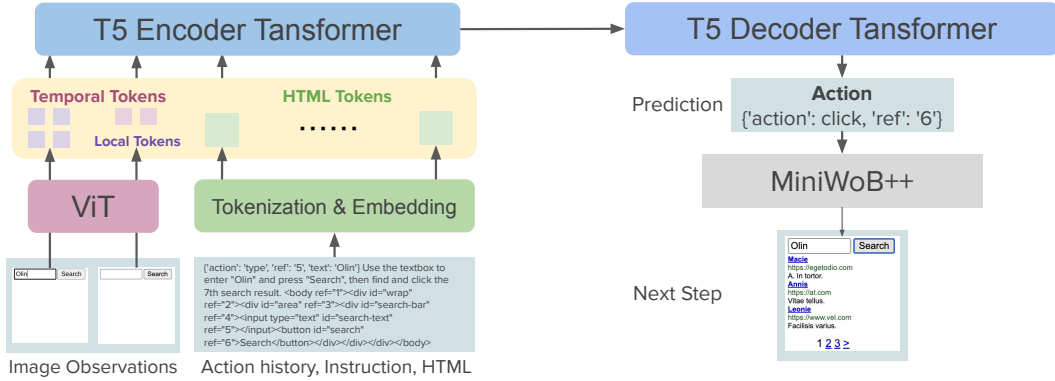 T5 Encoder Tansformer
T5 Decoder Tansformer
Temporal Tokens
HTML Tokens
Local Tokens
......
ViT
Tokenization & Embedding
Olin Search
Search
{'action': 'type', 'ref': '5', 'text': 'Olin'} Use the textbox to
enter "Olin" and press "Search", then find and click the
7th search result. <body ref="1"><div id="wrap"
ref="2"><div id="area" ref="3"><div id="search-bar"
ref="4"><input type="text" id="search-text"
ref="5"></input><button id="search"
ref="6">Search</button></div></div></div></body>
Image Observations
Action history, Instruction, HTML
Prediction
Action
{'action': click, 'ref': '6'}
MiniWoB++
Next Step
Olin Search
Macie
https://egetodio.com
A. In tortor.
Annis
https://at.com
Vitae tellus.
Leonie
https://www.vel.com
Facilisis varius.
1 2 3 >